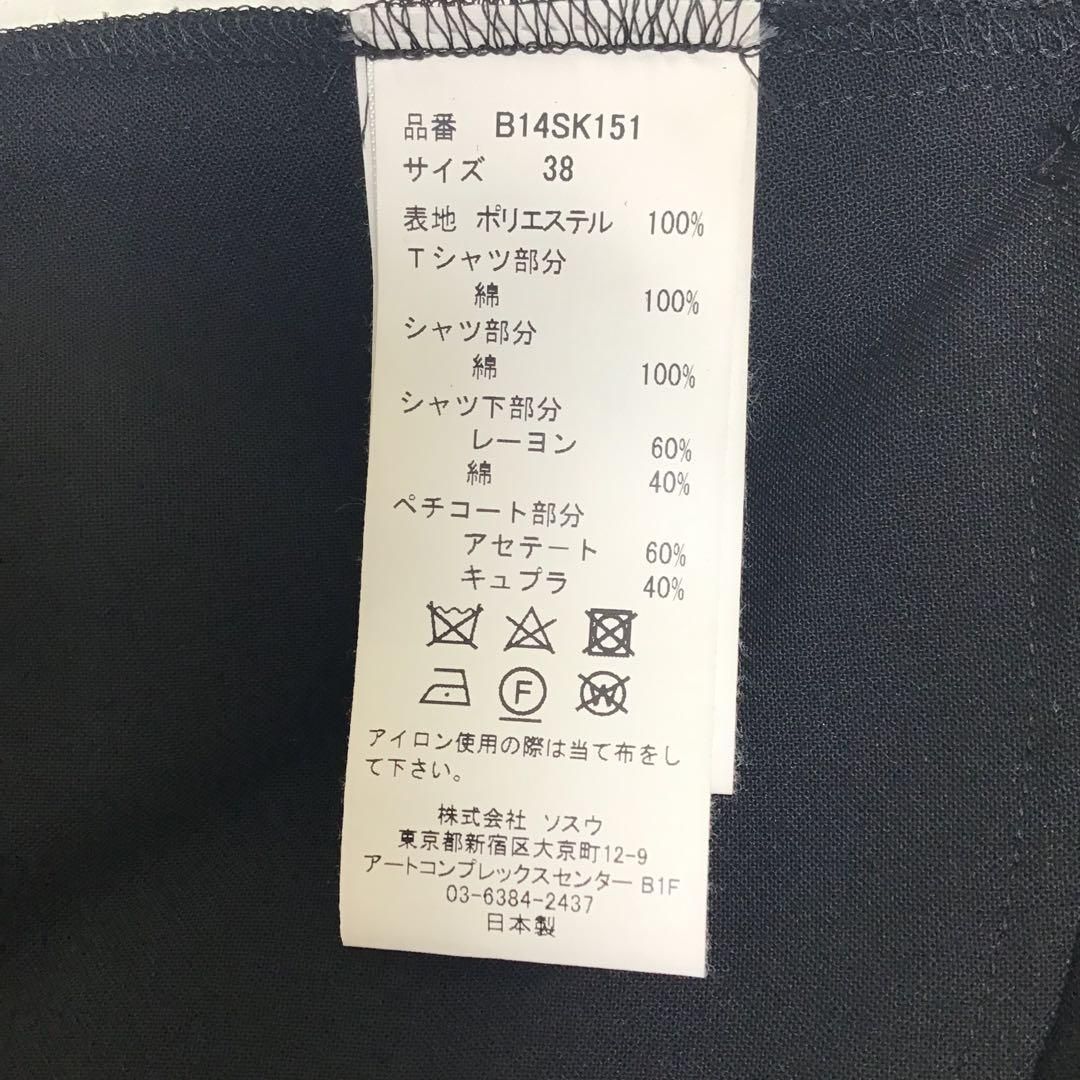 品番 B14SK151
サイズ 38
表地 ポリエステル 100%
Tシャツ部分
綿 100%
シャツ部分
綿 100%
シャツ下部分
レーヨン 60%
綿 40%
ペチコート部分
アセテート 60%
キュプラ 40%
F W
アイロン使用の際は当て布をし
て下さい。
株式会社 ソスウ
東京都新宿区大京町12-9
アートコンプレックスセンター B1F
03-6384-2437
日本製